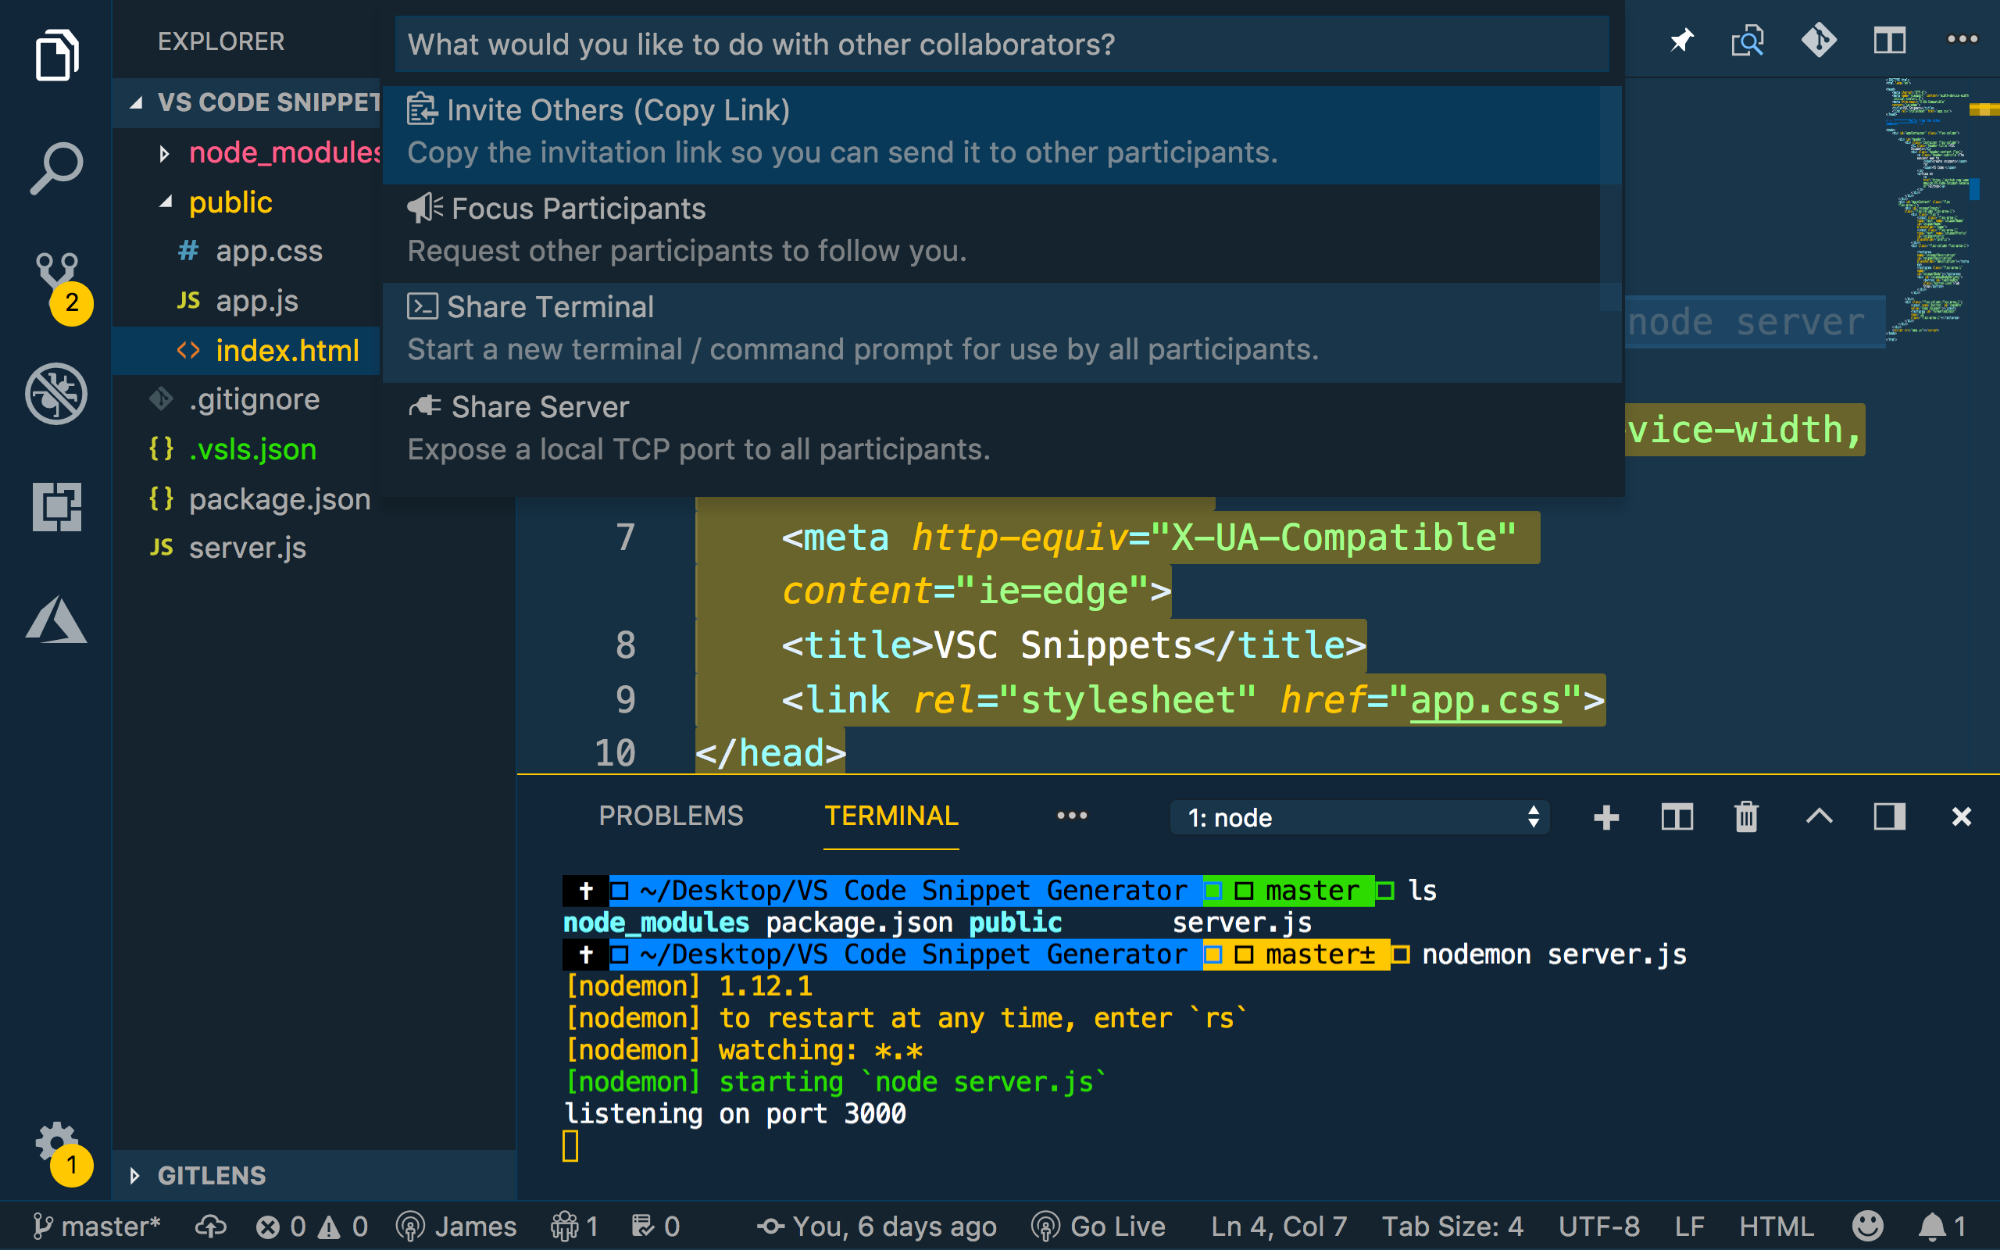 EXPLORER
VS CODE SNIPPET
node_modules
public
# app.css
JS app.js
<> index.html
.gitignore
{} .vsls.json
{} package.json
JS server.js
GITLENS
2
1
What would you like to do with other collaborators?
Invite Others (Copy Link)
Copy the invitation link so you can send it to other participants.
Focus Participants
Request other participants to follow you.
Share Terminal
Start a new terminal / command prompt for use by all participants.
Share Server
Expose a local TCP port to all participants.
node server
vice-width,
7 <meta http-equiv="X-UA-Compatible"
content="ie=edge">
8 <title>VSC Snippets</title>
9 <link rel="stylesheet" href="app.css">
10 </head>
PROBLEMS TERMINAL ••• 1: node
~/Desktop/VS Code Snippet Generator master ls
node_modules package.json public server.js
~/Desktop/VS Code Snippet Generator master± nodemon server.js
[nodemon] 1.12.1
[nodemon] to restart at any time, enter `rs`
[nodemon] watching: *.*
[nodemon] starting `node server.js`
listening on port 3000
master* 0 0 James 1 0 You, 6 days ago Go Live Ln 4, Col 7 Tab Size: 4 UTF-8 LF HTML 1